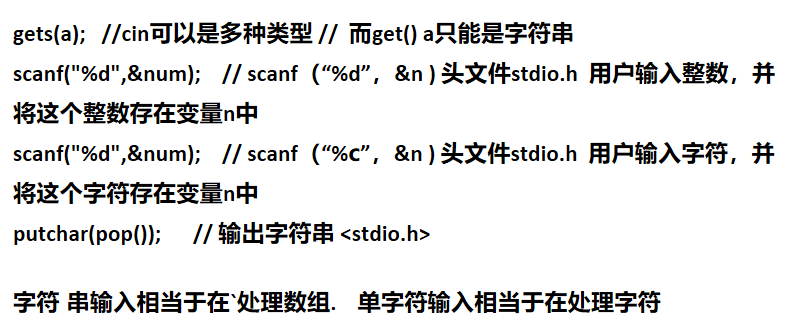 gets(a);   //cin可以是多种类型 //  而get() a只能是字符串
scanf("%d",&num);    // scanf（“%d”，&n ) 头文件stdio.h  用户输入整数，并
将这个整数存在变量n中
scanf("%d",&num);    // scanf（“%c”，&n ) 头文件stdio.h  用户输入字符，并
将这个字符存在变量n中
putchar(pop());      // 输出字符串 <stdio.h>
字符 串输入相当于在`处理数组.    单字符输入相当于在处理字符